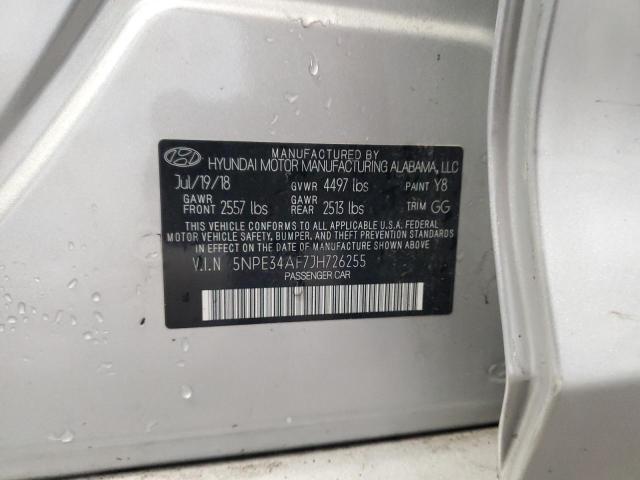 MANUFACTURED BY
HYUNDAI MOTOR MANUFACTURING ALABAMA, LLC
Jul/19/18 GVWR 4497 lbs PAINT Y8
GAWR FRONT 2557 lbs GAWR REAR 2513 lbs TRIM GG
THIS VEHICLE CONFORMS TO ALL APPLICABLE U.S.A. FEDERAL
MOTOR VEHICLE SAFETY, BUMPER, AND THEFT PREVENTION
STANDARDS IN EFFECT ON THE DATE OF MANUFACTURE SHOWN ABOVE.
V.I.N 5NPE34AF7JH726255
PASSENGER CAR